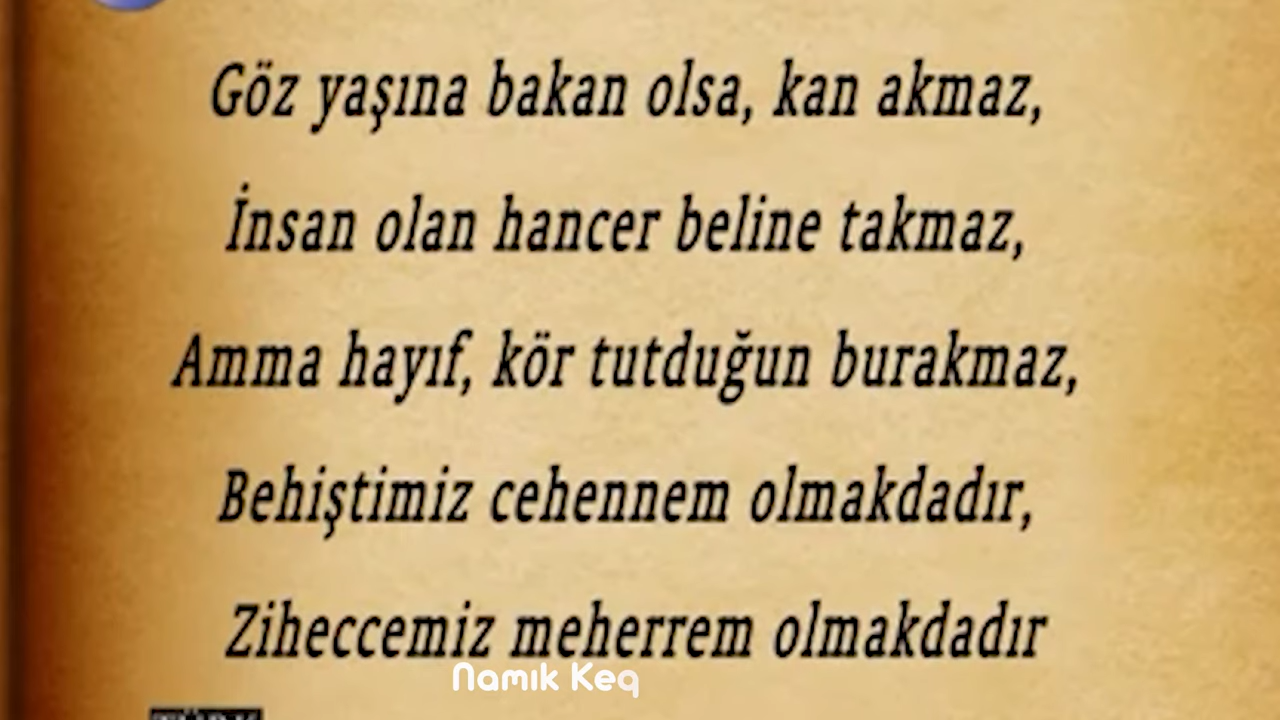 Göz yaşına bakan olsa, kan akmaz,
İnsan olan hancer beline takmaz,
Amma hayıf, kör tutduğun burakmaz,
Behiştimiz cehennem olmakdadır,
Ziheccemiz meherrem olmakdadır
Namık Keq